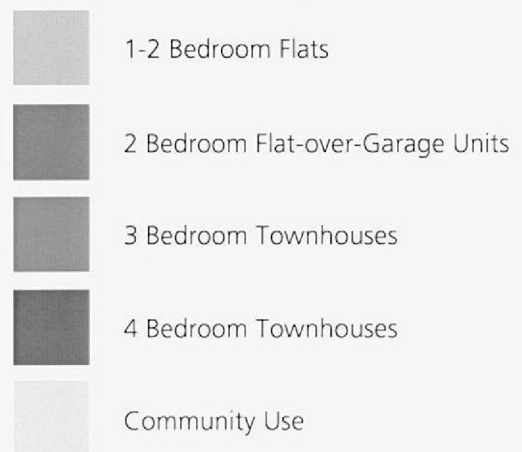 1-2 Bedroom Flats
2 Bedroom Flat-over-Garage Units
3 Bedroom Townhouses
4 Bedroom Townhouses
Community Use